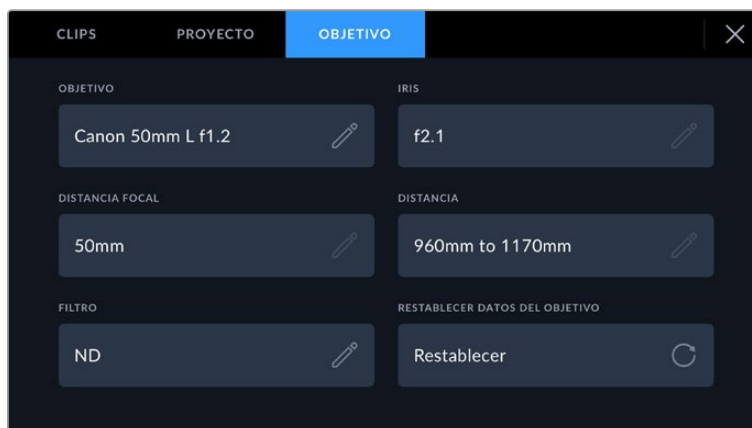 CLIPS PROYECTO OBJETIVO
OBJETIVO IRIS
Canon 50mm L f1.2 f2.1
DISTANCIA FOCAL DISTANCIA
50mm 960mm to 1170mm
FILTRO RESTABLECER DATOS DEL OBJETIVO
ND Restablecer